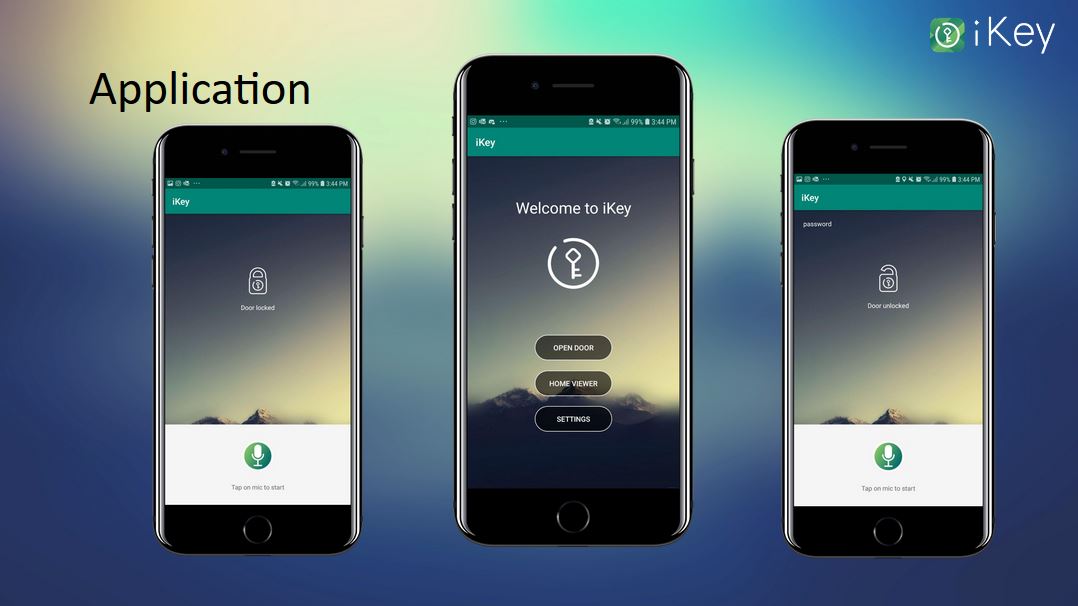 iKey
Application
99% 3:44 PM
iKey
Door locked
Tap on mic to start
99% 3:44 PM
iKey
Welcome to iKey
OPEN DOOR
HOME VIEWER
SETTINGS
99% 3:44 PM
iKey
password
Door unlocked
Tap on mic to start